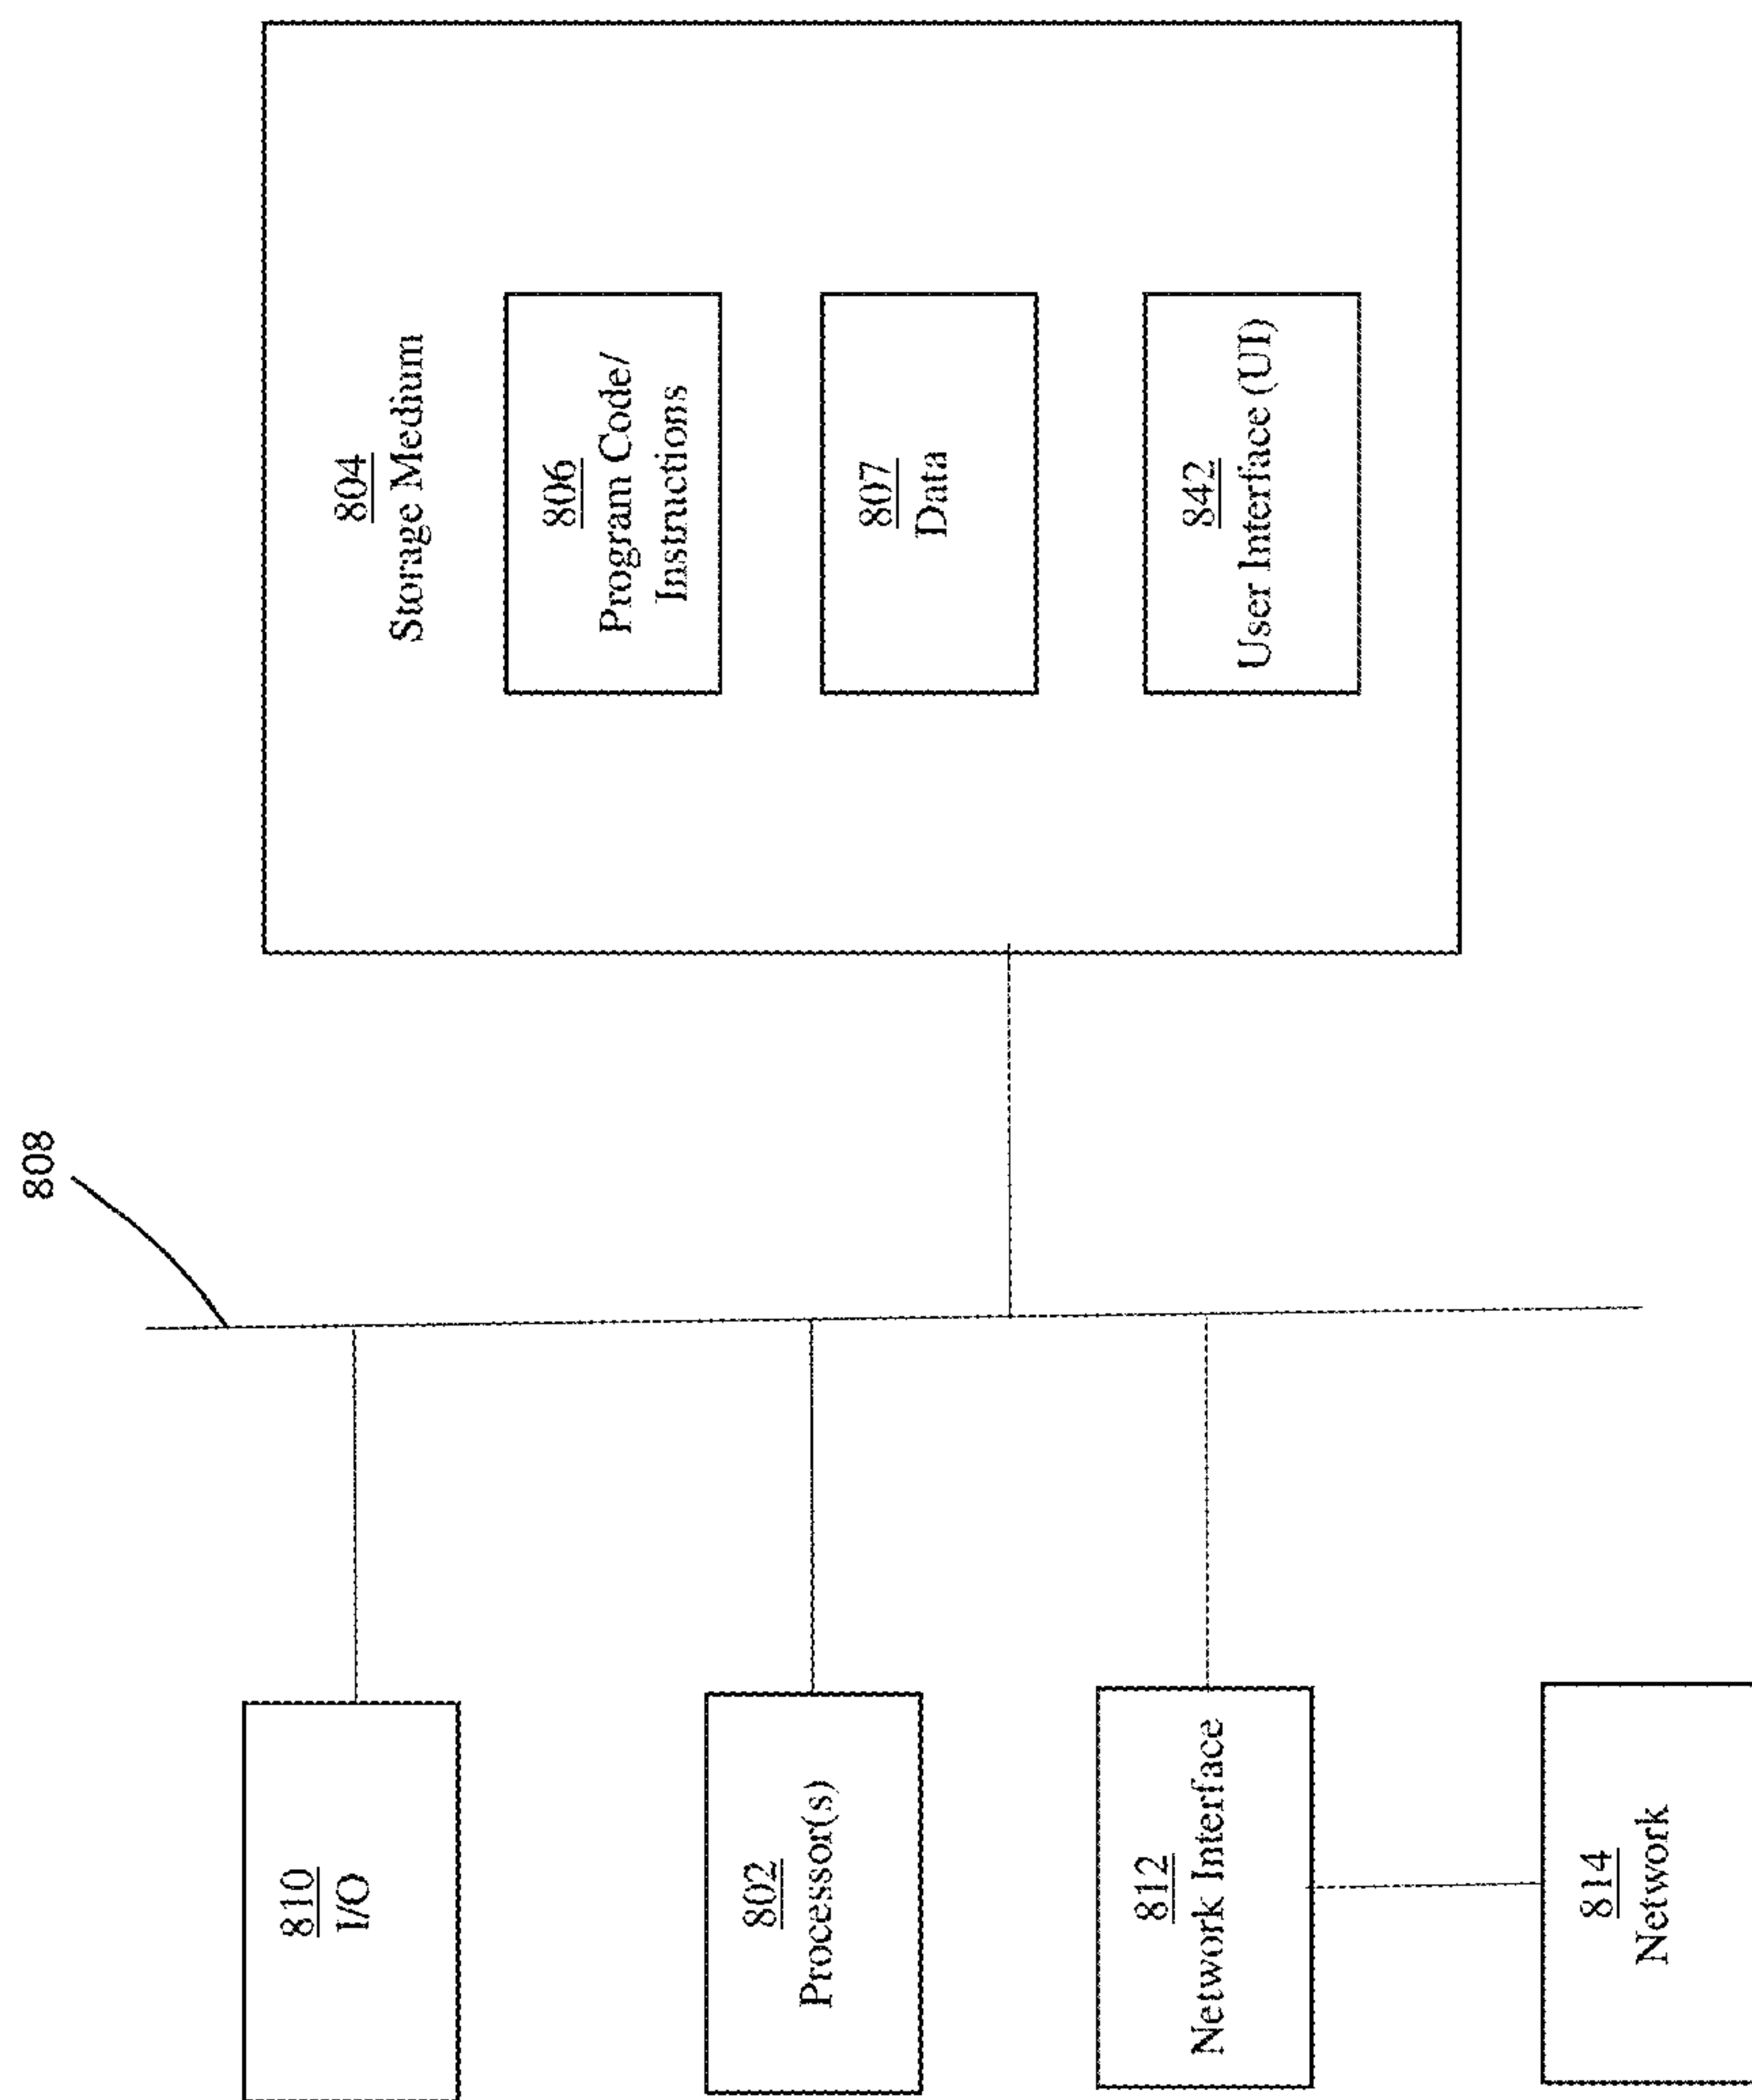 808
810
I/O
802
Processor(s)
812
Network Interface
814
Network
804
Storage Medium
806
Program Code/
Instructions
807
Data
842
User Interface (UI)